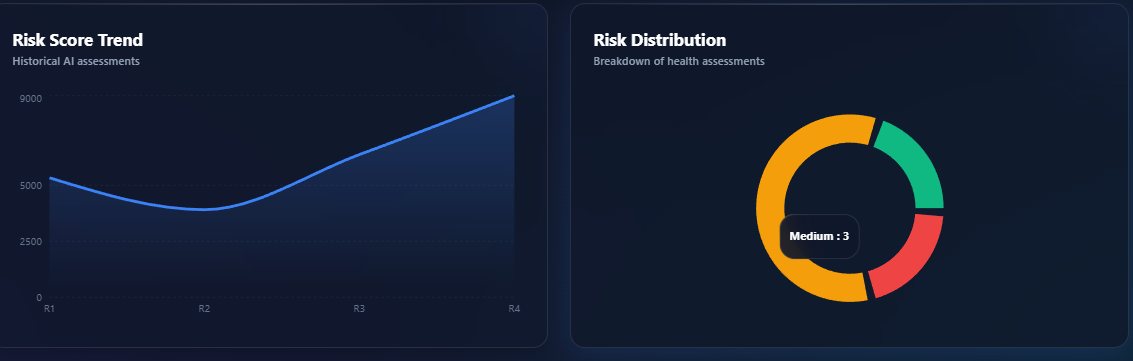 Risk Score Trend
Historical AI assessments
9000
5000
2500
0
R1 R2 R3 R4
Risk Distribution
Breakdown of health assessments
Medium : 3